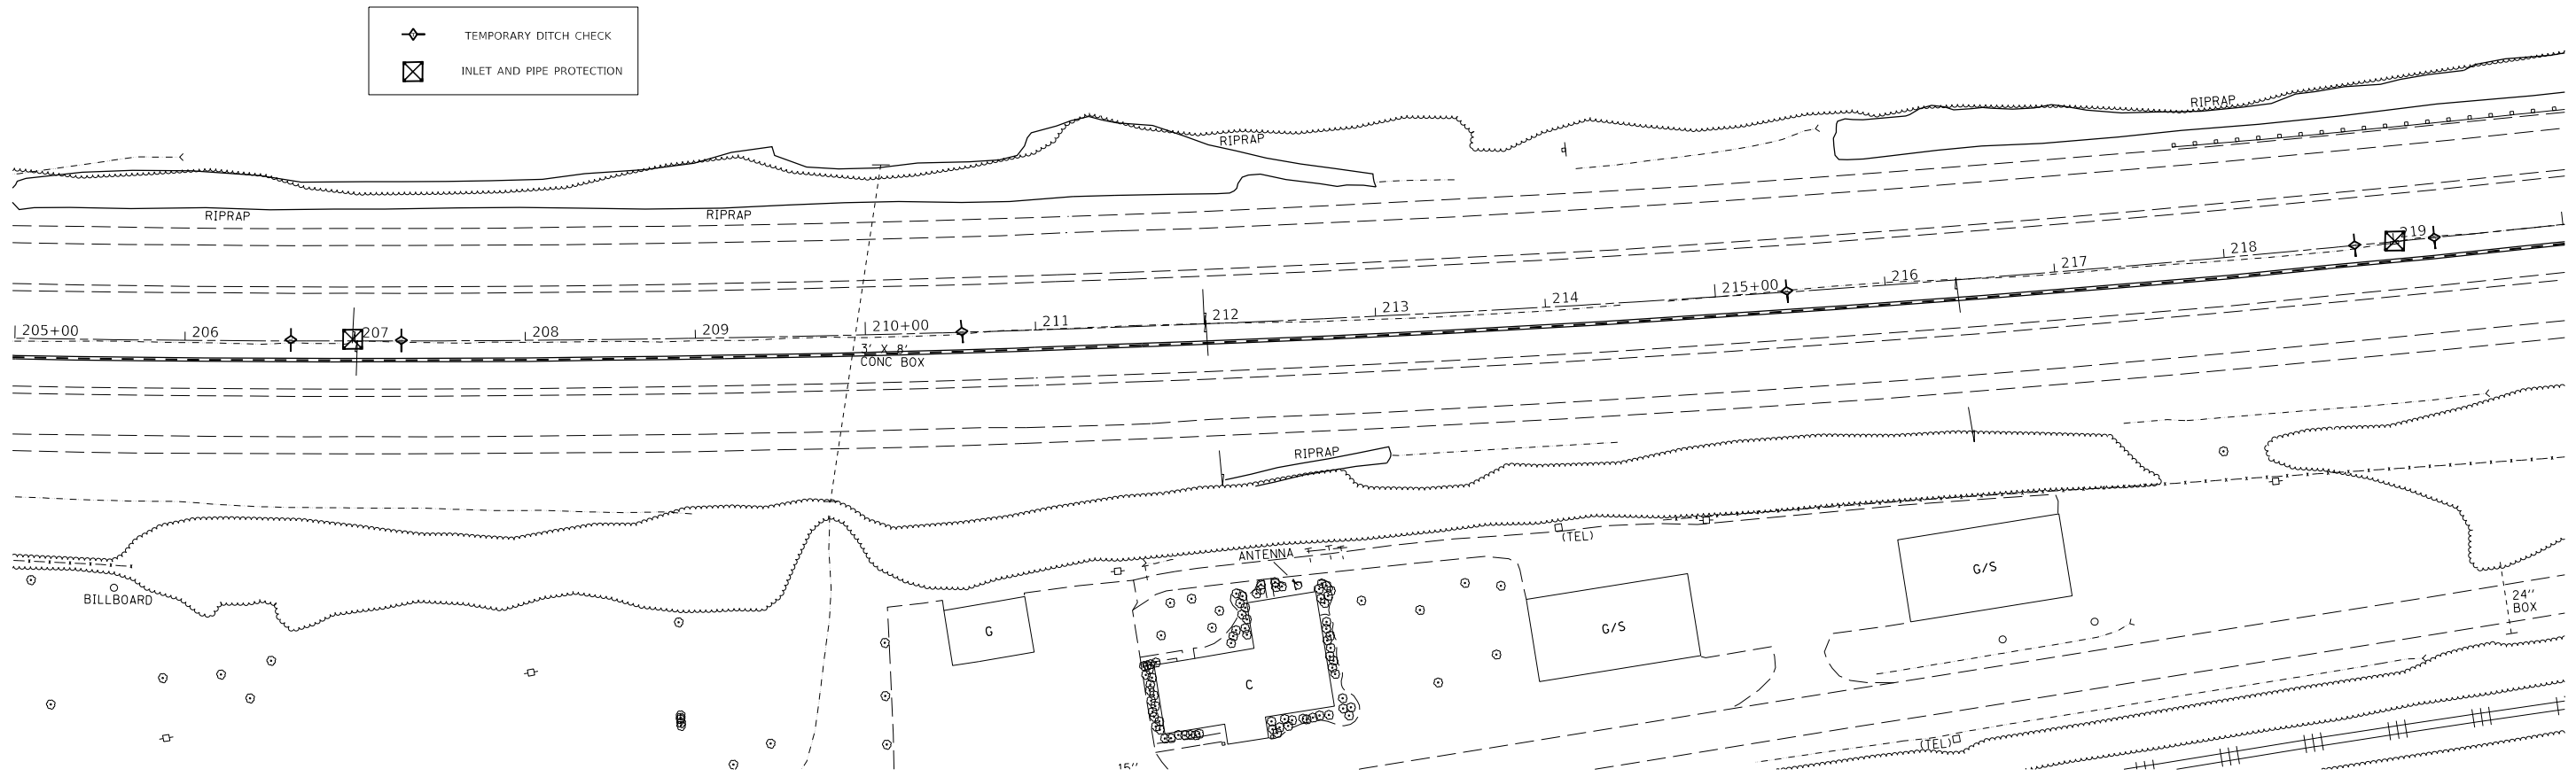 TEMPORARY DITCH CHECK
INLET AND PIPE PROTECTION
RIPRAP
RIPRAP
RIPRAP
RIPRAP
205+00
206
207
208
209
210+00
211
212
213
214
215+00
216
217
218
219
3' X 8'
CONC BOX
RIPRAP
(TEL)
ANTENNA
BILLBOARD
G
G/S
G/S
C
24"
BOX
(TEL)
15"